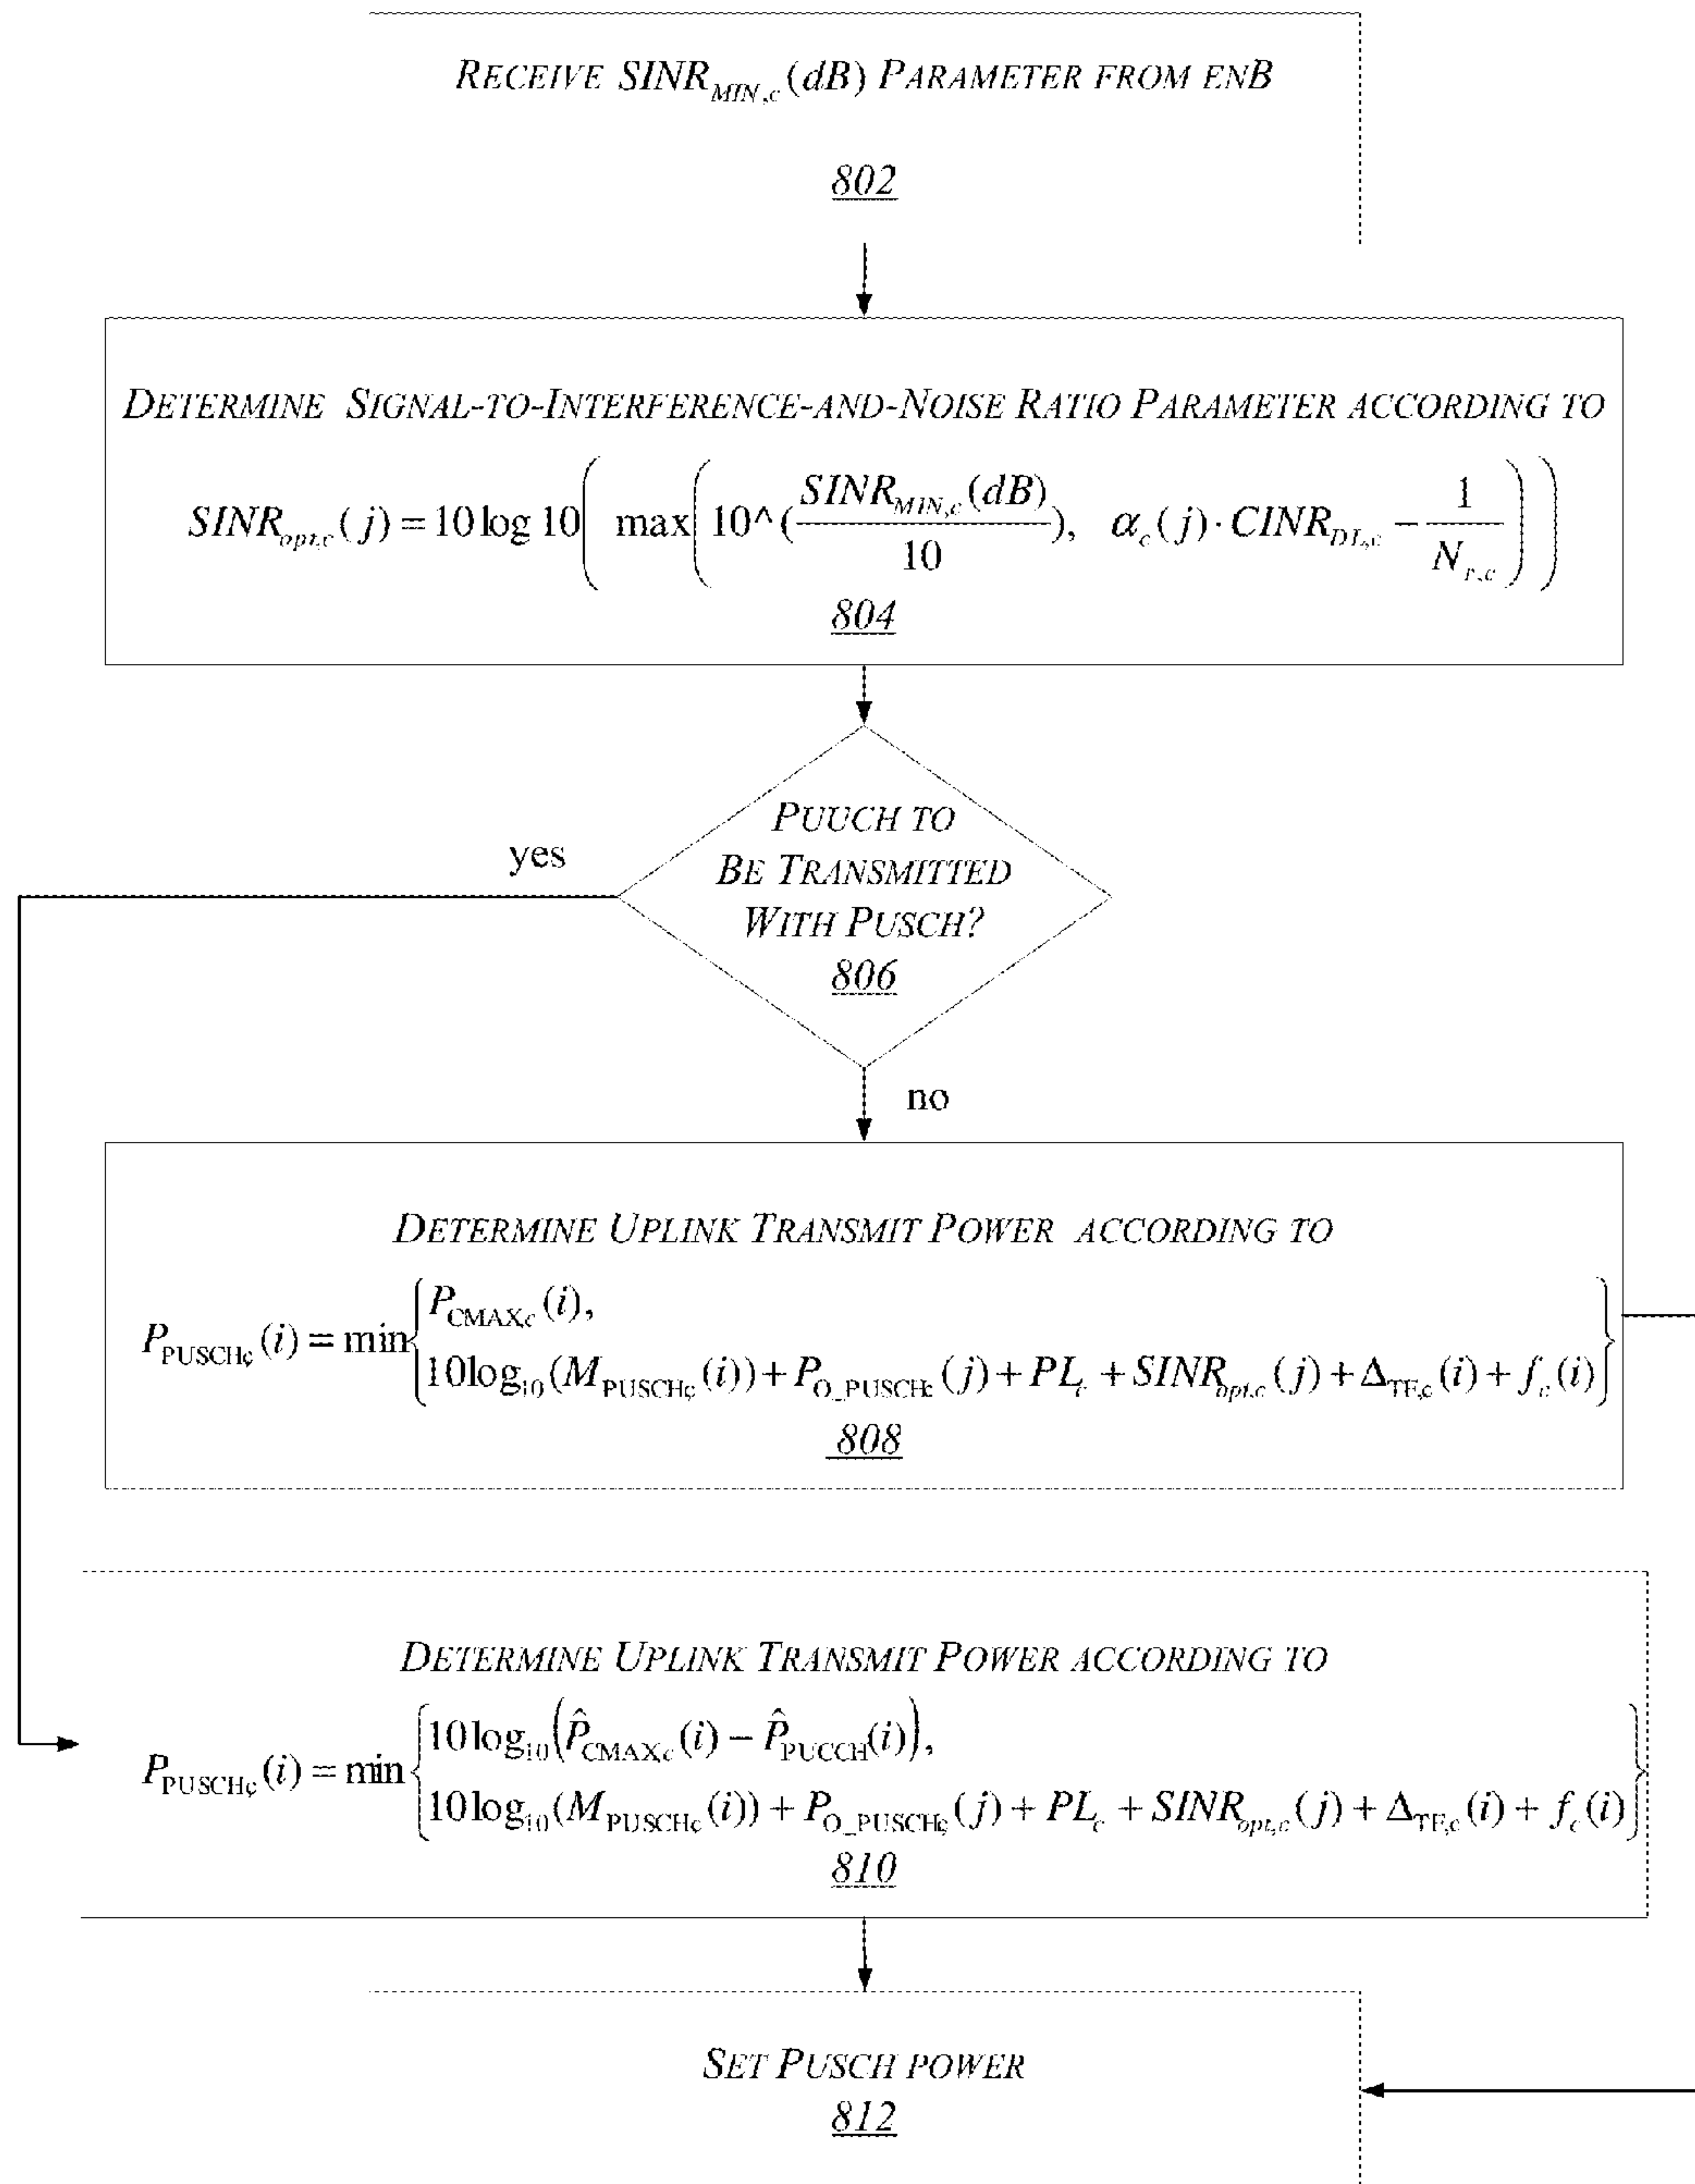 RECEIVE SINR_{MIN,c}(dB) PARAMETER FROM ENB
802
DETERMINE SIGNAL-TO-INTERFERENCE-AND-NOISE RATIO PARAMETER ACCORDING TO
SINR_{opt,c}(j) = 10 log 10( max( 10^( SINR_{MIN,c}(dB) / 10 ), α_c(j) · CINR_{DL,c} − 1 / N_{r,c} ) )
804
PUUCH TO
BE TRANSMITTED
WITH PUSCH?
806
yes
no
DETERMINE UPLINK TRANSMIT POWER ACCORDING TO
P_{PUSCH,c}(i) = min{ P_{CMAX,c}(i),
10log_{10}(M_{PUSCH,c}(i)) + P_{O_PUSCH,c}(j) + PL_c + SINR_{opt,c}(j) + Δ_{TF,c}(i) + f_c(i) }
808
DETERMINE UPLINK TRANSMIT POWER ACCORDING TO
P_{PUSCH,c}(i) = min{ 10log_{10}(P̂_{CMAX,c}(i) − P̂_{PUCCH}(i)),
10log_{10}(M_{PUSCH,c}(i)) + P_{O_PUSCH,c}(j) + PL_c + SINR_{opt,c}(j) + Δ_{TF,c}(i) + f_c(i) }
810
SET PUSCH POWER
812